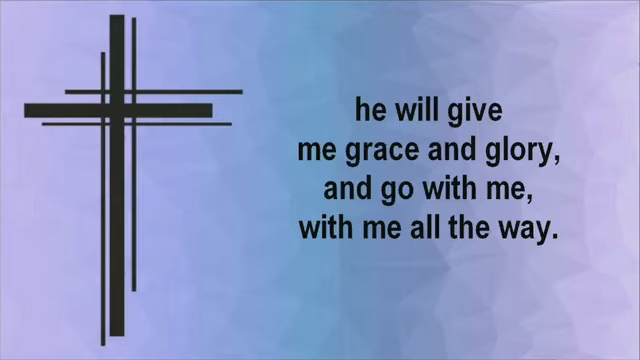 he will give
me grace and glory,
and go with me,
with me all the way.